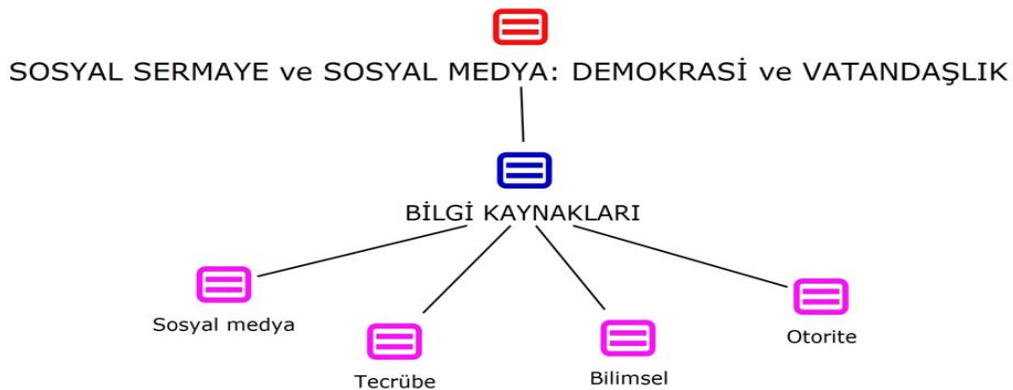 SOSYAL SERMAYE ve SOSYAL MEDYA: DEMOKRASİ ve VATANDAŞLIK
BİLGİ KAYNAKLARI
Sosyal medya
Tecrübe
Bilimsel
Otorite